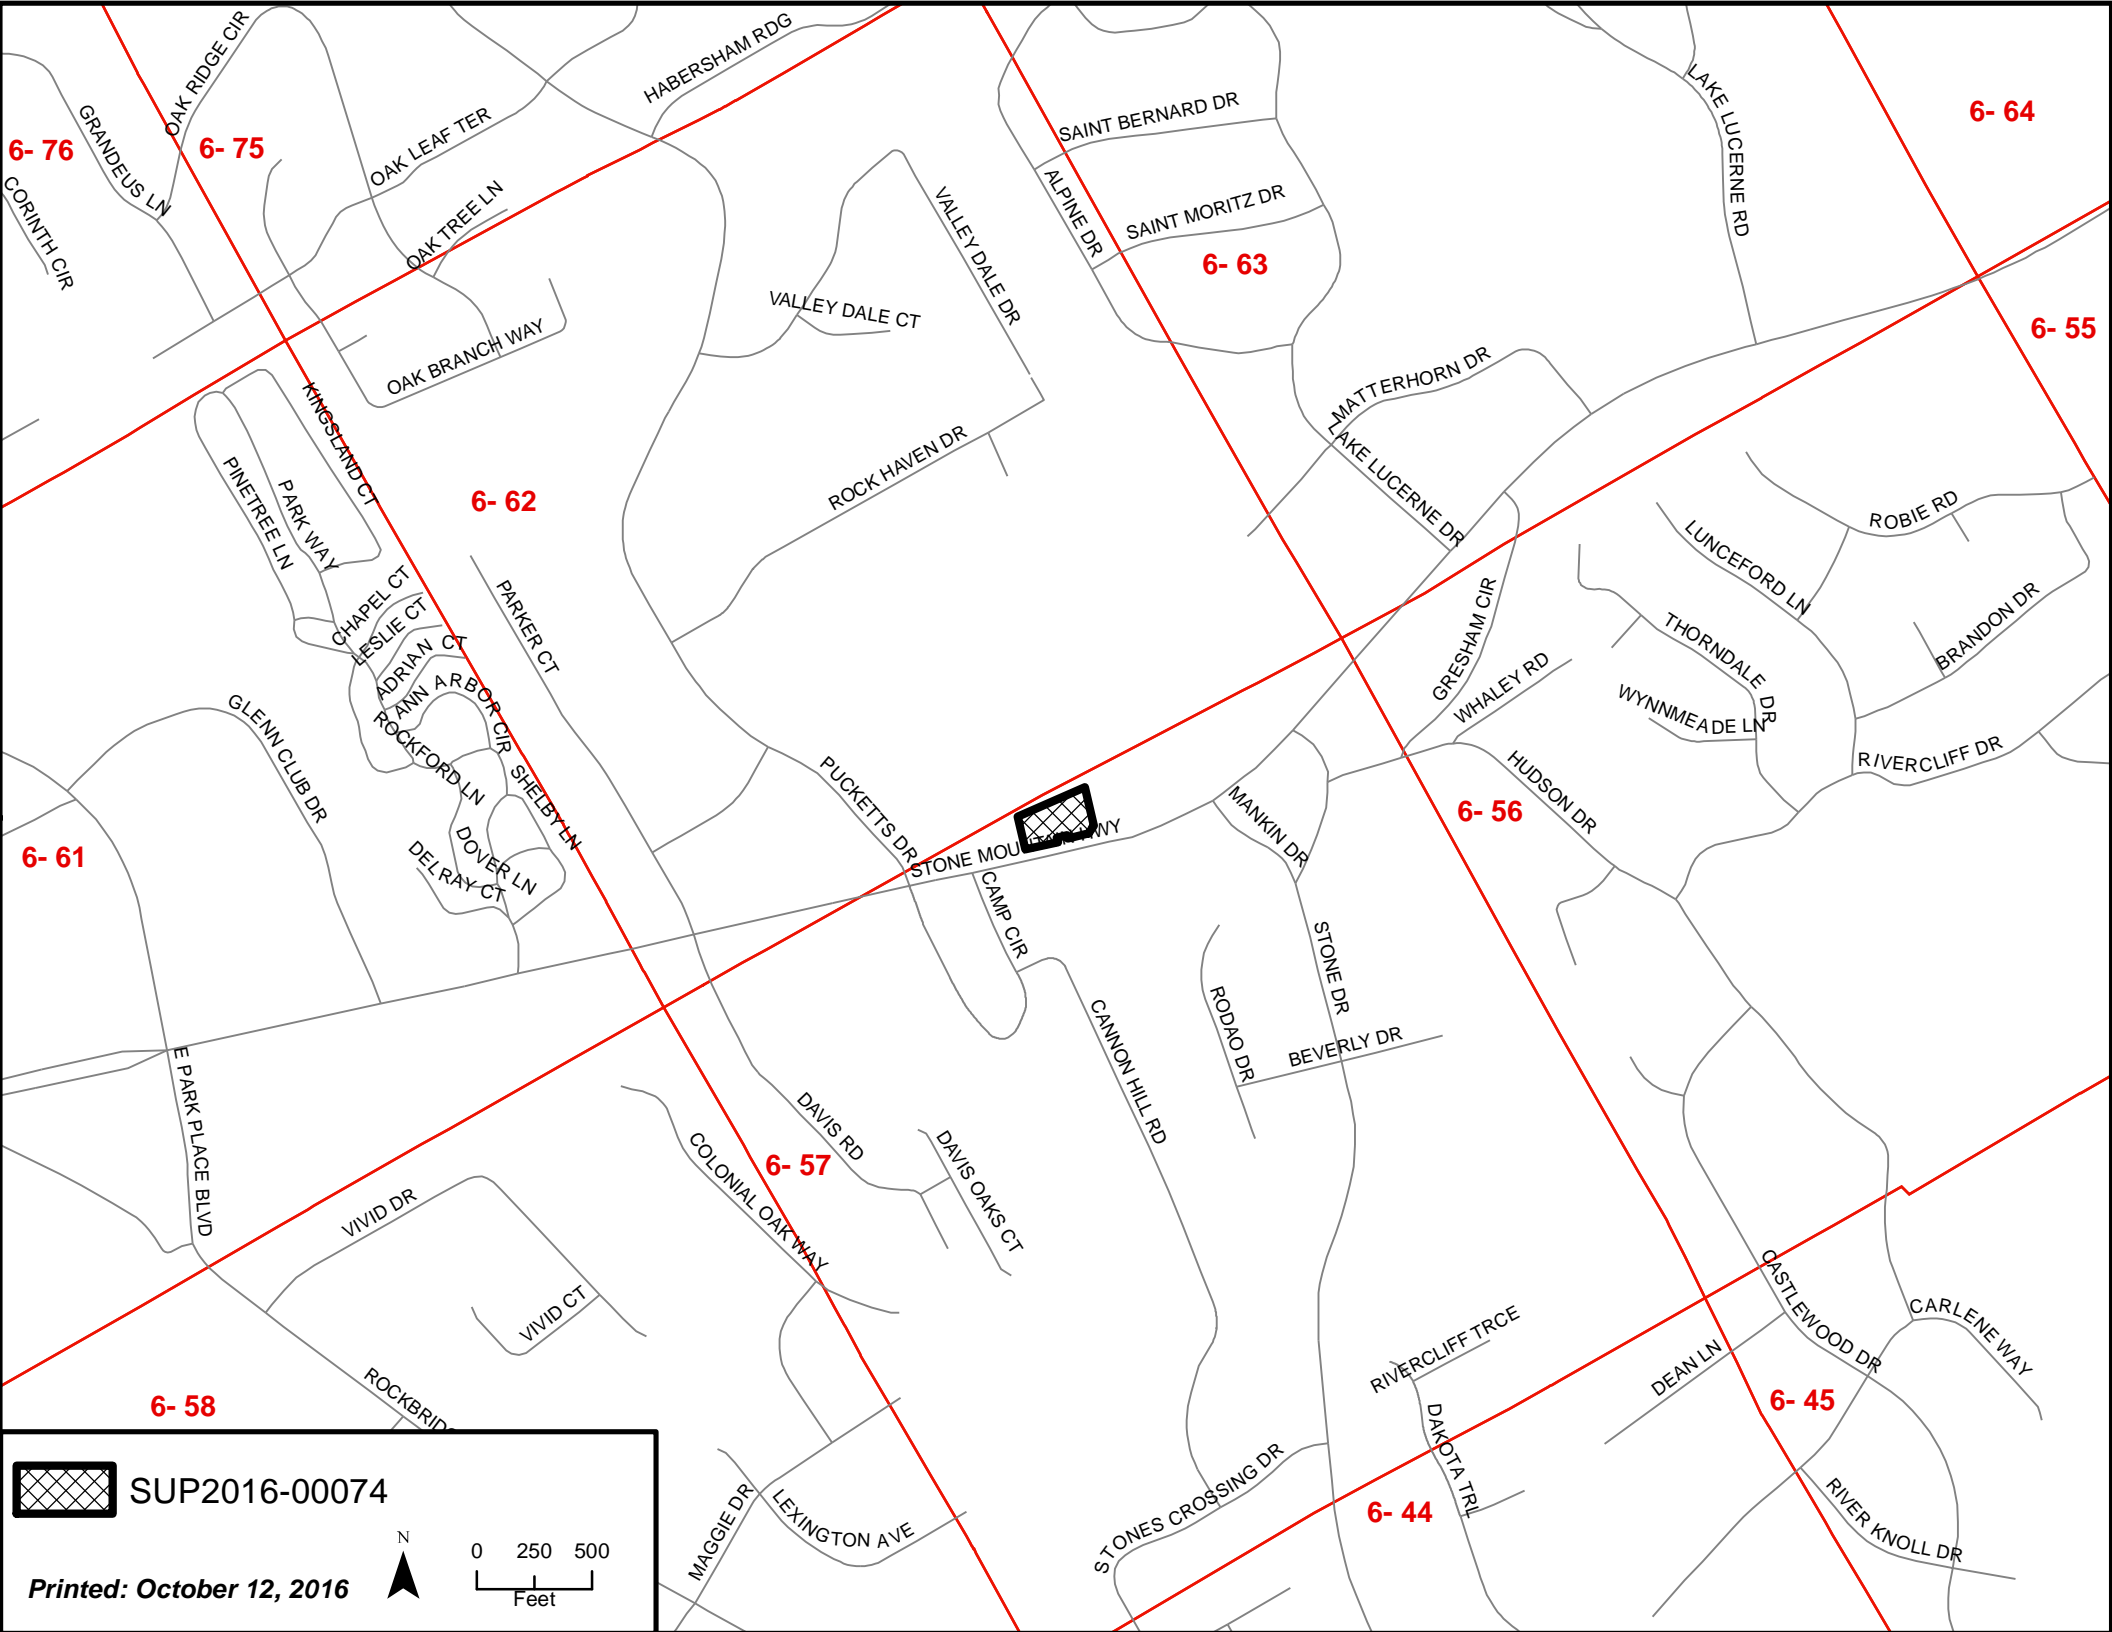 OAK RIDGE CIR
HABERSHAM RDG
GRANDEUS LN
6- 76
6- 75
OAK LEAF TER
SAINT BERNARD DR
LAKE LUCERNE RD
6- 64
CORINTH CIR
OAK TREE LN
VALLEY DALE DR
ALPINE DR
SAINT MORITZ DR
6- 63
VALLEY DALE CT
6- 55
OAK BRANCH WAY
MATTERHORN DR
KINGSLAND CT
LAKE LUCERNE DR
ROCK HAVEN DR
PINETREE LN
PARK WAY
6- 62
ROBIE RD
LUNCEFORD LN
CHAPEL CT
LESLIE CT
ADRIAN CT
PARKER CT
GRESHAM CIR
THORNDALE DR
BRANDON DR
ANN ARBOR CIR
WHALEY RD
WYNNMEADE LN
GLENN CLUB DR
ROCKFORD LN
SHELBY LN
PUCKETTS DR
HUDSON DR
RIVERCLIFF DR
MANKIN DR
6- 56
STONE MOUNTAIN HWY
6- 61
DOVER LN
DELRAY CT
CAMP CIR
STONE DR
RODAO DR
CANNON HILL RD
BEVERLY DR
E PARK PLACE BLVD
DAVIS RD
COLONIAL OAK WAY
6- 57
DAVIS OAKS CT
VIVID DR
VIVID CT
CASTLEWOOD DR
CARLENE WAY
RIVERCLIFF TRCE
DEAN LN
6- 58
ROCKBRIDG
6- 45
DAKOTA TRL
STONES CROSSING DR
6- 44
MAGGIE DR
LEXINGTON AVE
RIVER KNOLL DR
SUP2016-00074
N
0 250 500
Feet
Printed: October 12, 2016